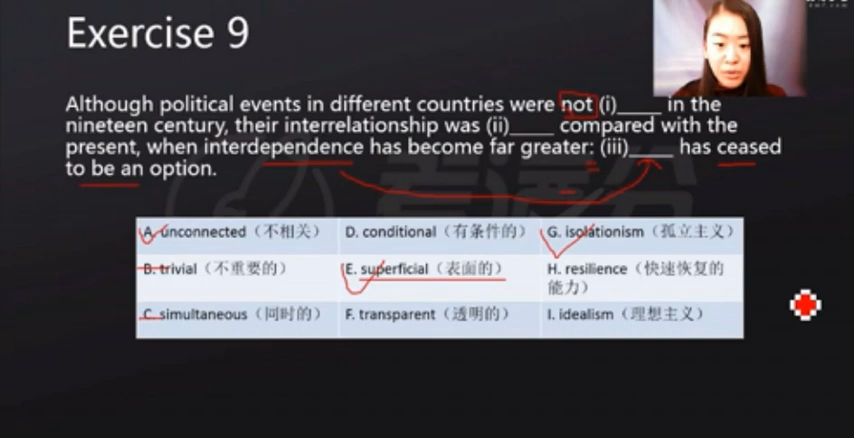 Exercise 9
Although political events in different countries were not (i)____ in the
nineteen century, their interrelationship was (ii)____ compared with the
present, when interdependence has become far greater: (iii)____ has ceased
to be an option.
A. unconnected（不相关） D. conditional（有条件的） G. isolationism（孤立主义）
B. trivial（不重要的） E. superficial（表面的） H. resilience（快速恢复的
能力）
C. simultaneous（同时的） F. transparent（透明的） I. idealism（理想主义）